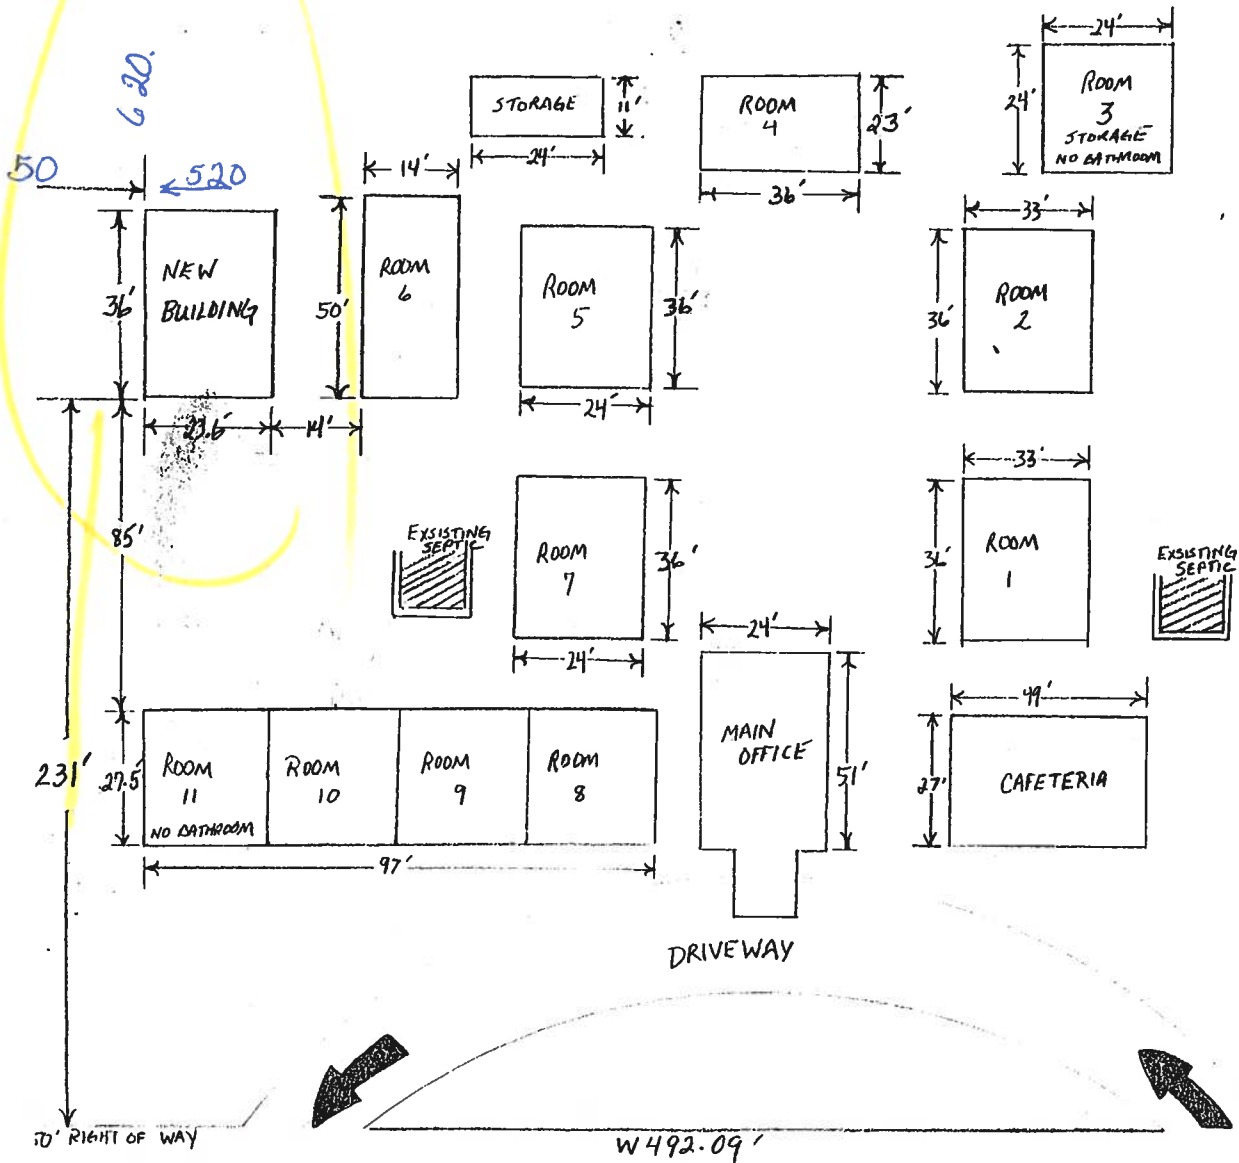 24'
620.
STORAGE
11'
24'
ROOM
4
23'
36'
24'
ROOM
3
STORAGE
NO BATHROOM
50
520
14'
33'
36'
NEW
BUILDING
50'
ROOM
6
ROOM
5
36'
36'
ROOM
2
23.6'
14'
24'
33'
85'
EXSISTING
SEPTIC
ROOM
7
36'
36'
ROOM
1
EXSISTING
SEPTIC
24'
24'
49'
231'
27.5'
ROOM
11
NO BATHROOM
ROOM
10
ROOM
9
ROOM
8
MAIN
OFFICE
51'
27'
CAFETERIA
97'
DRIVEWAY
RIGHT OF WAY
W 492.09'